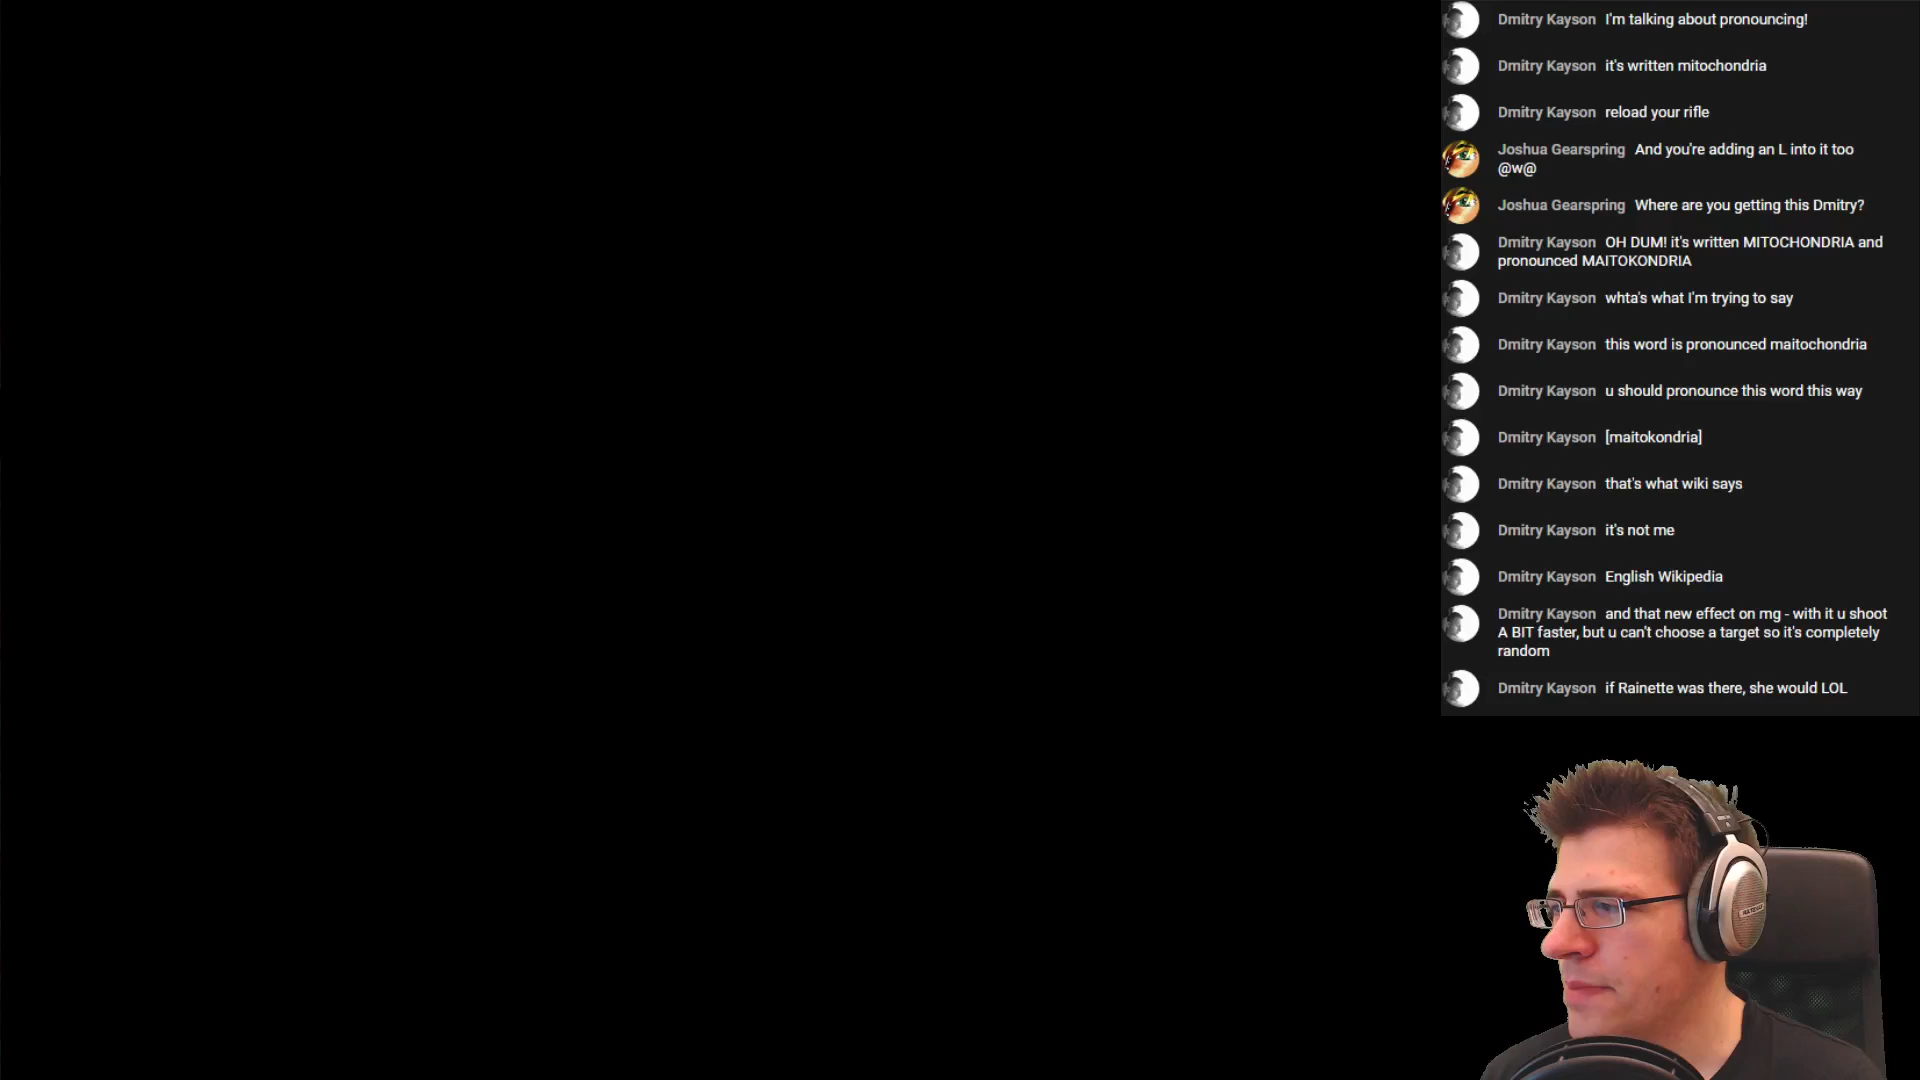 Dmitry Kayson I'm talking about pronouncing!
Dmitry Kayson it's written mitochondria
Dmitry Kayson reload your rifle
Joshua Gearspring And you're adding an L into it too
@w@
Joshua Gearspring Where are you getting this Dmitry?
Dmitry Kayson OH DUM! it's written MITOCHONDRIA and
pronounced MAITOKONDRIA
Dmitry Kayson whta's what I'm trying to say
Dmitry Kayson this word is pronounced maitochondria
Dmitry Kayson u should pronounce this word this way
Dmitry Kayson [maitokondria]
Dmitry Kayson that's what wiki says
Dmitry Kayson it's not me
Dmitry Kayson English Wikipedia
Dmitry Kayson and that new effect on mg - with it u shoot
A BIT faster, but u can't choose a target so it's completely
random
Dmitry Kayson if Rainette was there, she would LOL